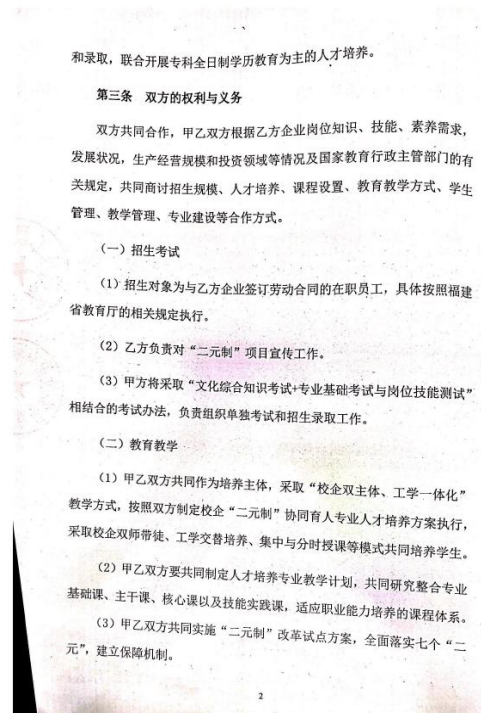 和录取，联合开展专科全日制学历教育为主的人才培养。
第三条 双方的权利与义务
双方共同合作，甲乙双方根据乙方企业岗位知识、技能、素养需求，
发展状况，生产经营规模和投资领域等情况及国家教育行政主管部门的有
关规定，共同商讨招生规模、人才培养、课程设置、教育教学方式、学生
管理、教学管理、专业建设等合作方式。
（一）招生考试
（1）招生对象为与乙方企业签订劳动合同的在职员工，具体按照福建
省教育厅的相关规定执行。
（2）乙方负责对“二元制”项目宣传工作。
（3）甲方将采取“文化综合知识考试+专业基础考试与岗位技能测试”
相结合的考试办法，负责组织单独考试和招生录取工作。
（二）教育教学
（1）甲乙双方共同作为培养主体，采取“校企双主体、工学一体化”
教学方式，按照双方制定校企“二元制”协同育人专业人才培养方案执行，
采取校企双师带徒、工学交替培养、集中与分时授课等模式共同培养学生。
（2）甲乙双方要共同制定人才培养专业教学计划，共同研究整合专业
基础课、主干课、核心课以及技能实践课，适应职业能力培养的课程体系。
（3）甲乙双方共同实施“二元制”改革试点方案，全面落实七个“二
元”，建立保障机制。
2